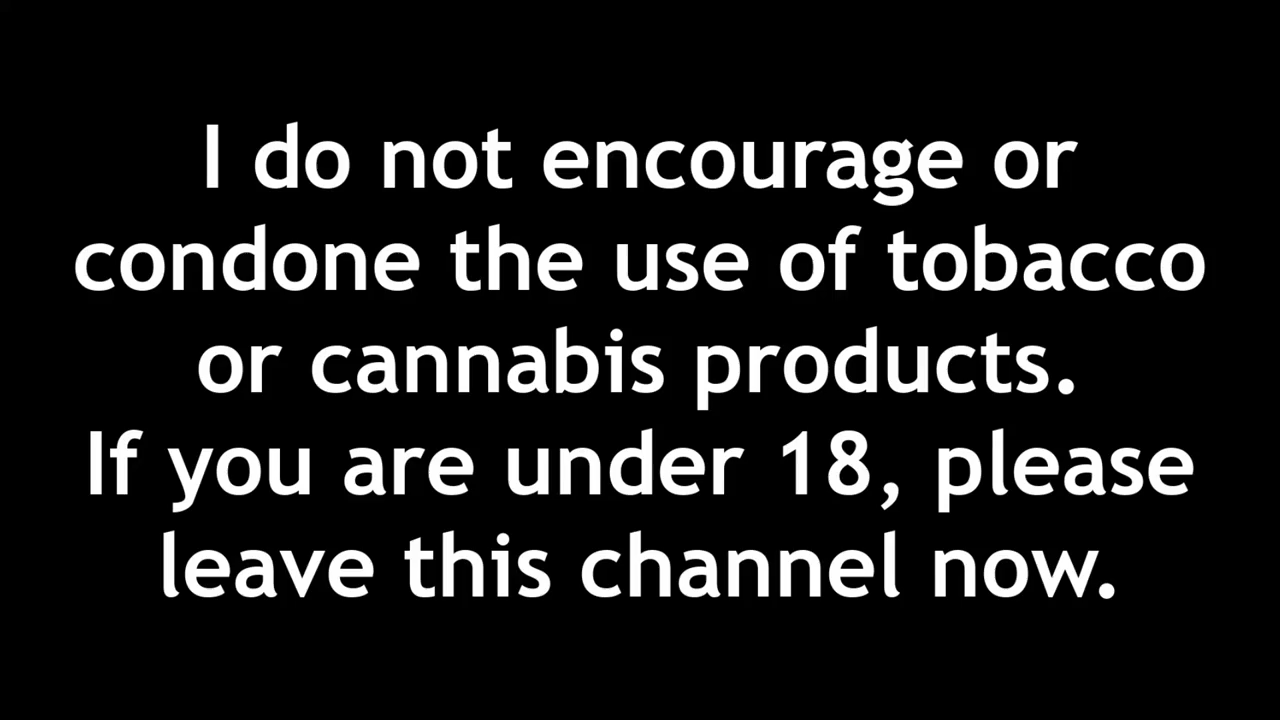 I do not encourage or
condone the use of tobacco
or cannabis products.
If you are under 18, please
leave this channel now.